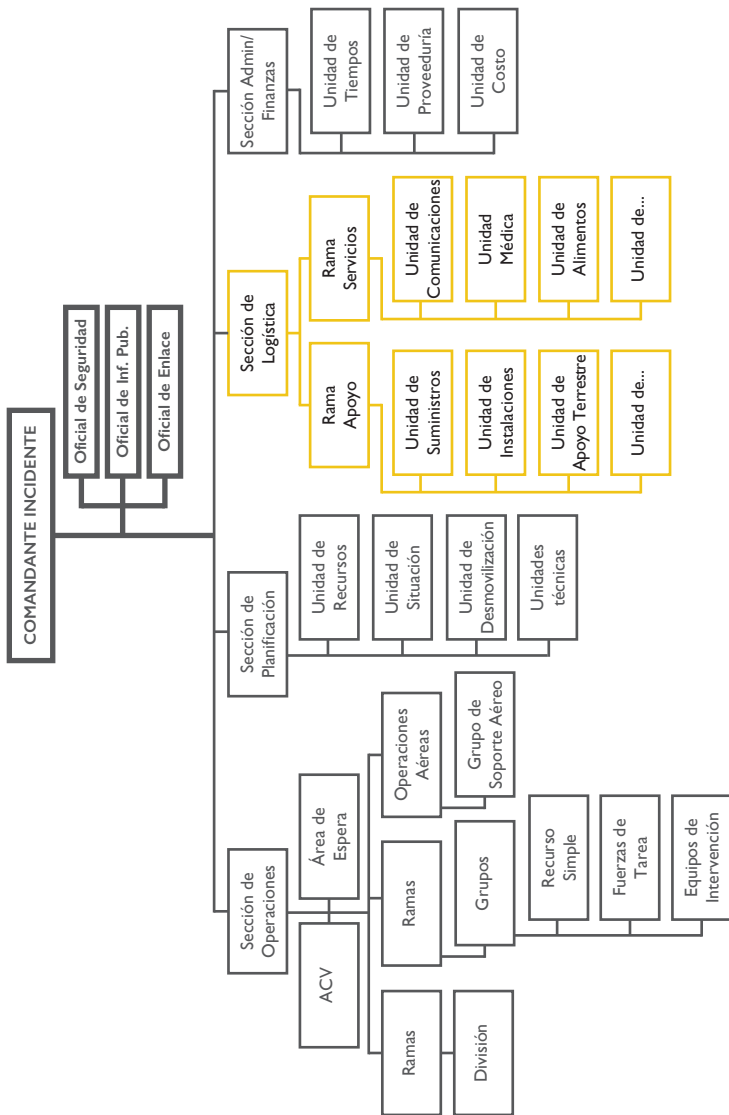 COMANDANTE INCIDENTE
Oficial de Seguridad
Oficial de Inf. Pub.
Oficial de Enlace
Sección de
Operaciones
ACV
Área de
Espera
Ramas
División
Ramas
Grupos
Recurso
Simple
Fuerzas de
Tarea
Equipos de
Intervención
Operaciones
Aéreas
Grupo de
Soporte Aéreo
Sección de
Planificación
Unidad de
Recursos
Unidad de
Situación
Unidad de
Desmovilización
Unidades
técnicas
Sección de
Logística
Rama
Apoyo
Unidad de
Suministros
Unidad de
Instalaciones
Unidad de
Apoyo Terrestre
Unidad de...
Rama
Servicios
Unidad de
Comunicaciones
Unidad
Médica
Unidad de
Alimentos
Unidad de...
Sección Admin/
Finanzas
Unidad de
Tiempos
Unidad de
Proveeduría
Unidad de
Costo